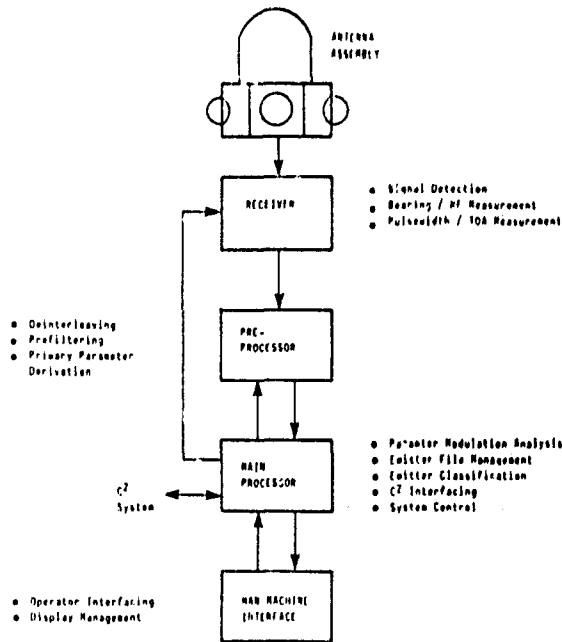 ANTENNA
ASSEMBLY
RECEIVER
• Signal Detection
• Bearing / RF Measurement
• Pulsewidth / TOA Measurement
• Deinterleaving
• Prefiltering
• Primary Parameter
Derivation
PRE-
PROCESSOR
MAIN
PROCESSOR
• Paramter Modulation Analysis
• Emitter File Management
• Emitter Classification
• C² Interfacing
• System Control
C²
System
• Operator Interfacing
• Display Management
MAN MACHINE
INTERFACE